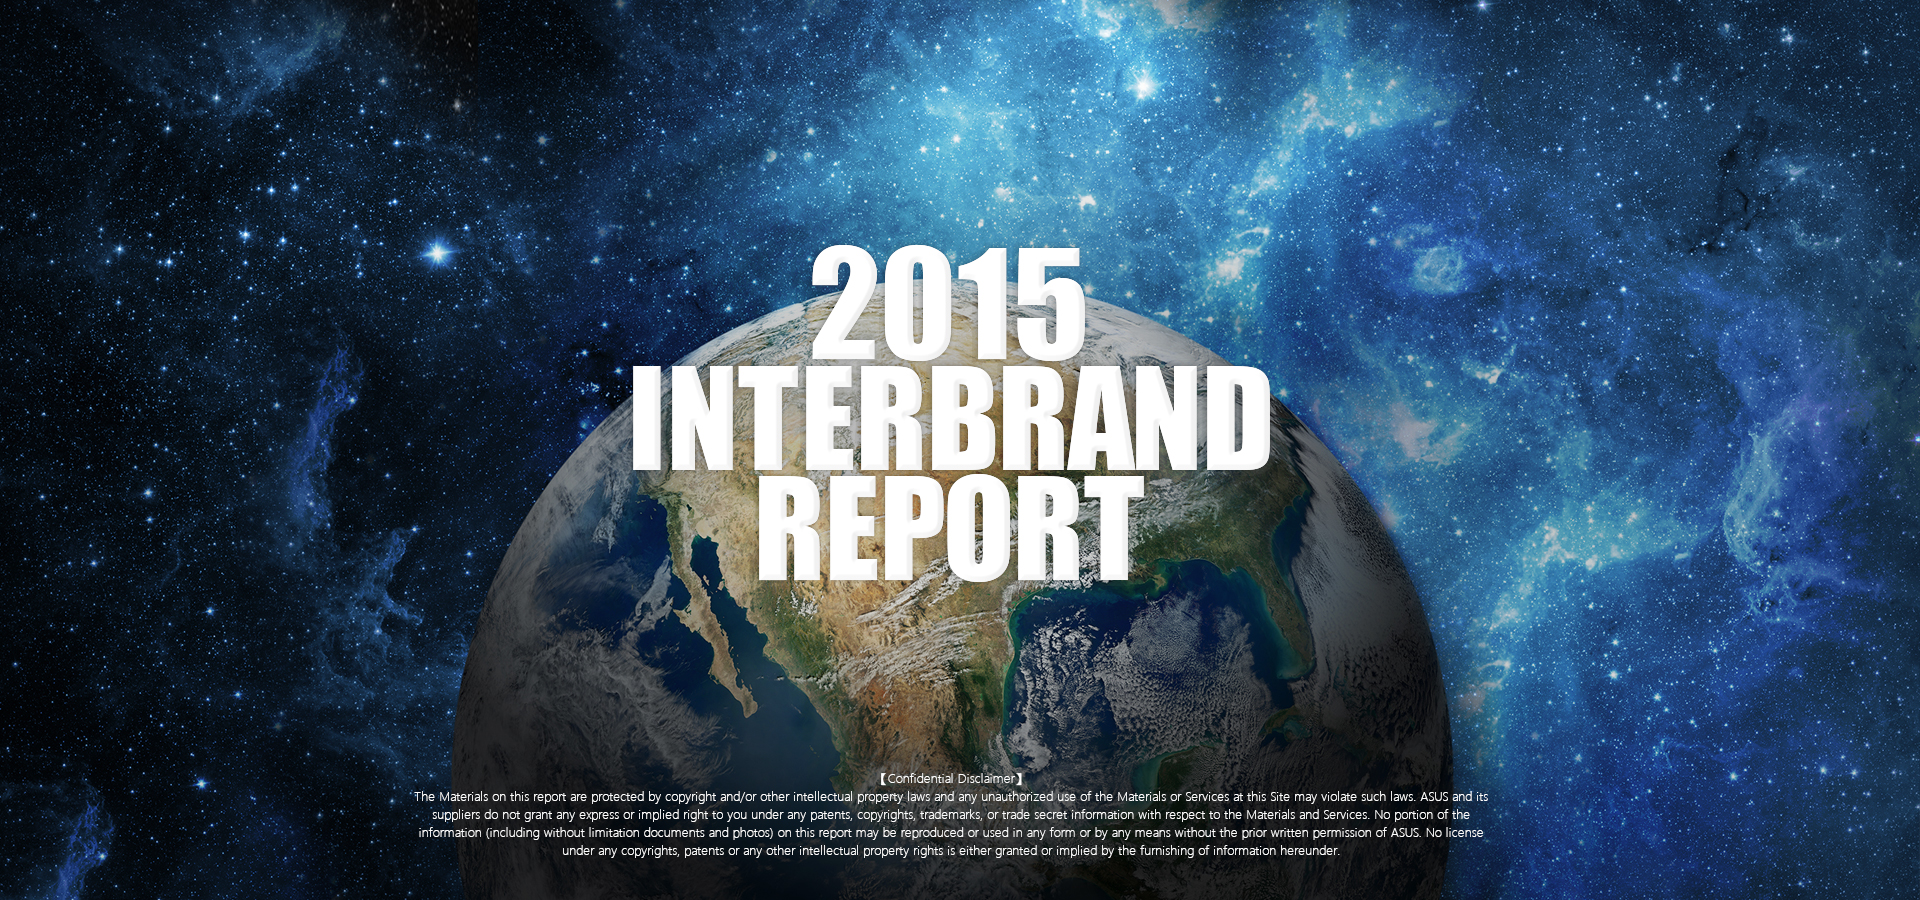 2015
INTERBRAND
REPORT
【Confidential Disclaimer】
The Materials on this report are protected by copyright and/or other intellectual property laws and any unauthorized use of the Materials or Services at this Site may violate such laws. ASUS and its
suppliers do not grant any express or implied right to you under any patents, copyrights, trademarks, or trade secret information with respect to the Materials and Services. No portion of the
information (including without limitation documents and photos) on this report may be reproduced or used in any form or by any means without the prior written permission of ASUS. No license
under any copyrights, patents or any other intellectual property rights is either granted or implied by the furnishing of information hereunder.